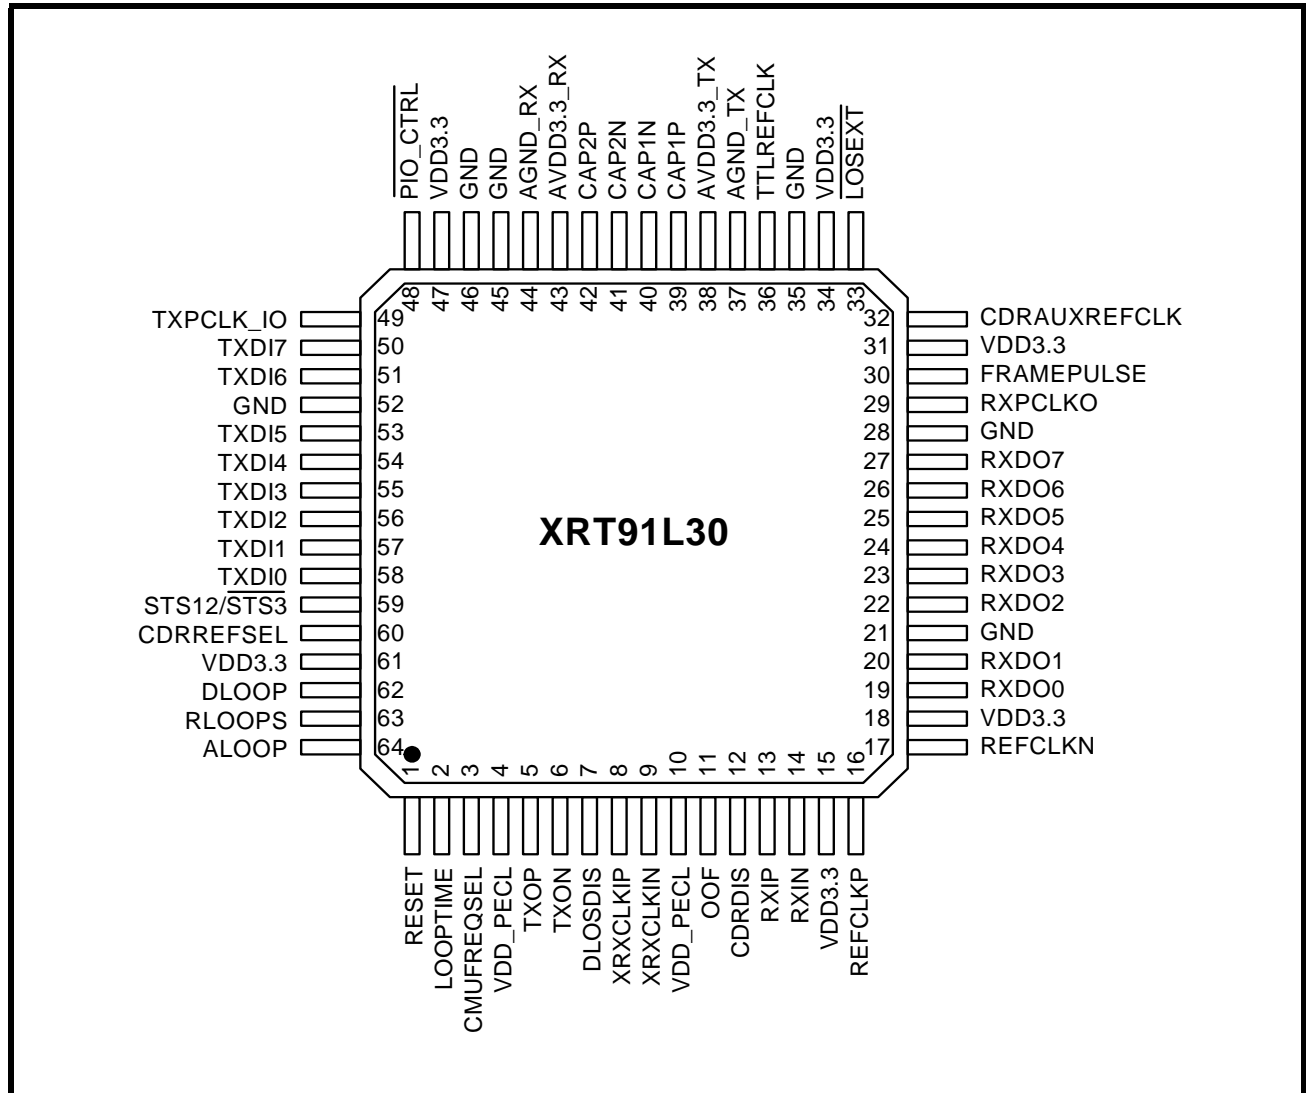 PIO_CTRL
VDD3.3
GND
GND
AGND_RX
AVDD3.3_RX
CAP2P
CAP2N
CAP1N
CAP1P
AVDD3.3_TX
AGND_TX
TTLREFCLK
GND
VDD3.3
LOSEXT
48
47
46
45
44
43
42
41
40
39
38
37
36
35
34
33
TXPCLK_IO 49
TXDI7 50
TXDI6 51
GND 52
TXDI5 53
TXDI4 54
TXDI3 55
TXDI2 56
TXDI1 57
TXDI0 58
STS12/STS3 59
CDRREFSEL 60
VDD3.3 61
DLOOP 62
RLOOPS 63
ALOOP 64
XRT91L30
32 CDRAUXREFCLK
31 VDD3.3
30 FRAMEPULSE
29 RXPCLKO
28 GND
27 RXDO7
26 RXDO6
25 RXDO5
24 RXDO4
23 RXDO3
22 RXDO2
21 GND
20 RXDO1
19 RXDO0
18 VDD3.3
17 REFCLKN
1
2
3
4
5
6
7
8
9
10
11
12
13
14
15
16
RESET
LOOPTIME
CMUFREQSEL
VDD_PECL
TXOP
TXON
DLOSDIS
XRXCLKIP
XRXCLKIN
VDD_PECL
OOF
CDRDIS
RXIP
RXIN
VDD3.3
REFCLKP